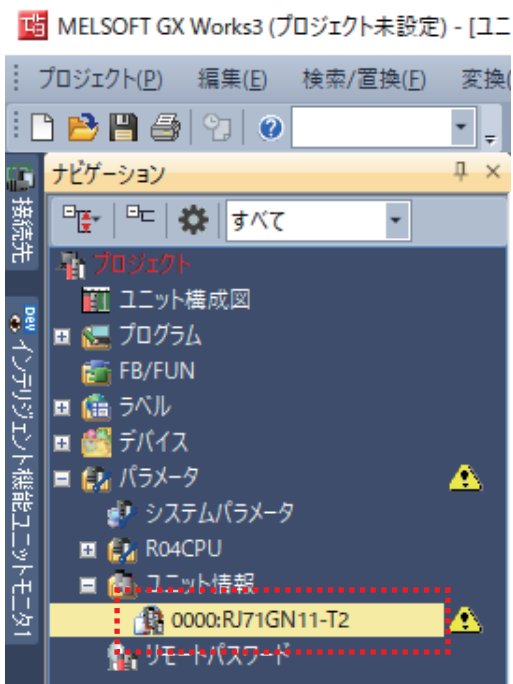 MELSOFT GX Works3 (プロジェクト未設定) - [ユニ
プロジェクト(P) 編集(E) 検索/置換(F) 変換(
ナビゲーション
すべて
プロジェクト
ユニット構成図
プログラム
FB/FUN
ラベル
デバイス
パラメータ
システムパラメータ
R04CPU
ユニット情報
0000:RJ71GN11-T2
リモートパスワード
接続先
Dev インテリジェント機能ユニットモニタ1